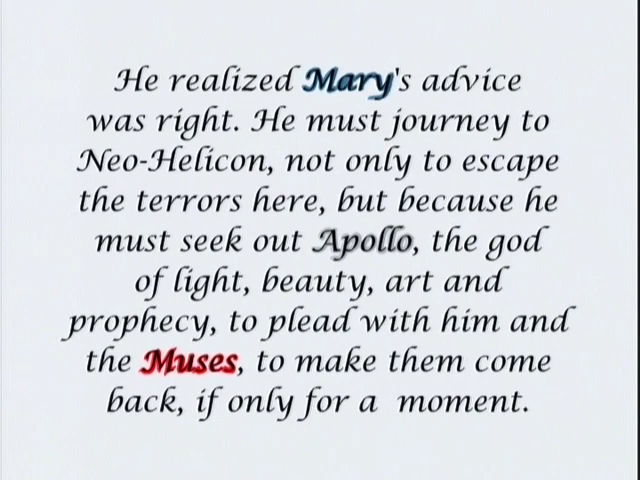 He realized Mary's advice
was right. He must journey to
Neo-Helicon, not only to escape
the terrors here, but because he
must seek out Apollo, the god
of light, beauty, art and
prophecy, to plead with him and
the Muses, to make them come
back, if only for a moment.